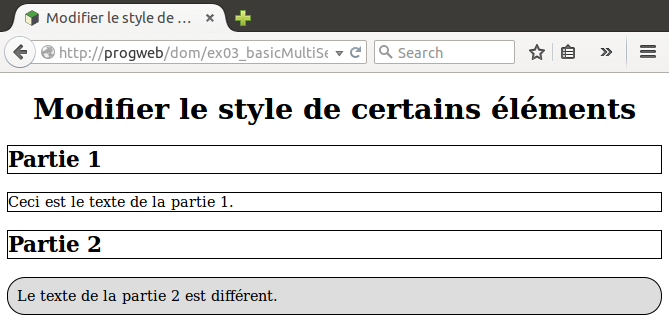 Modifier le style de ...
http://progweb/dom/ex03_basicMultiSe
Search
Modifier le style de certains éléments
Partie 1
Ceci est le texte de la partie 1.
Partie 2
Le texte de la partie 2 est différent.